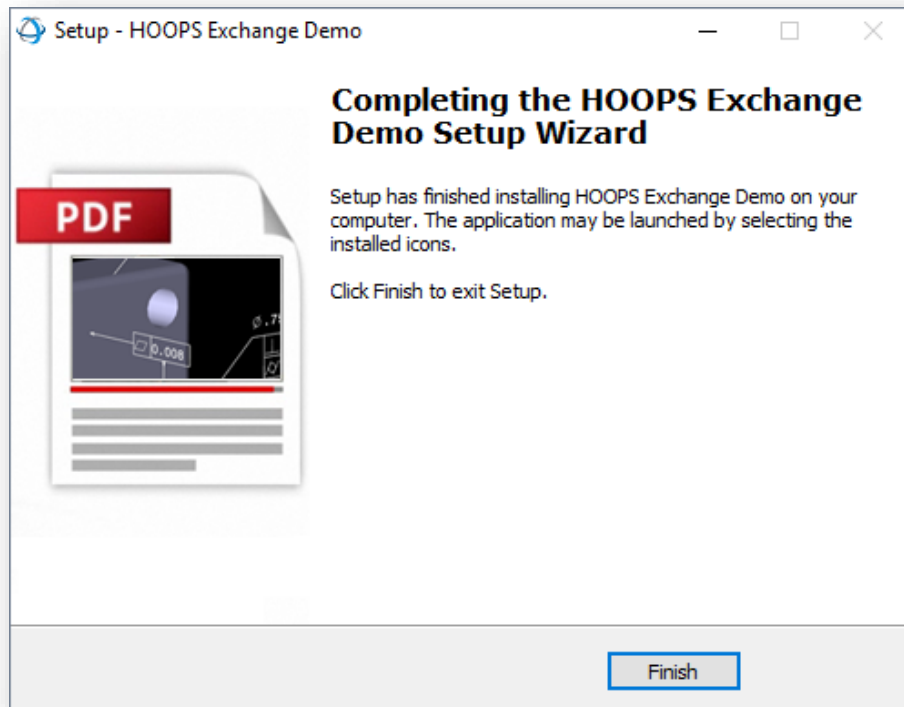 Setup - HOOPS Exchange Demo
Completing the HOOPS Exchange
Demo Setup Wizard
Setup has finished installing HOOPS Exchange Demo on your
computer. The application may be launched by selecting the
installed icons.
Click Finish to exit Setup.
PDF
0.008
Finish